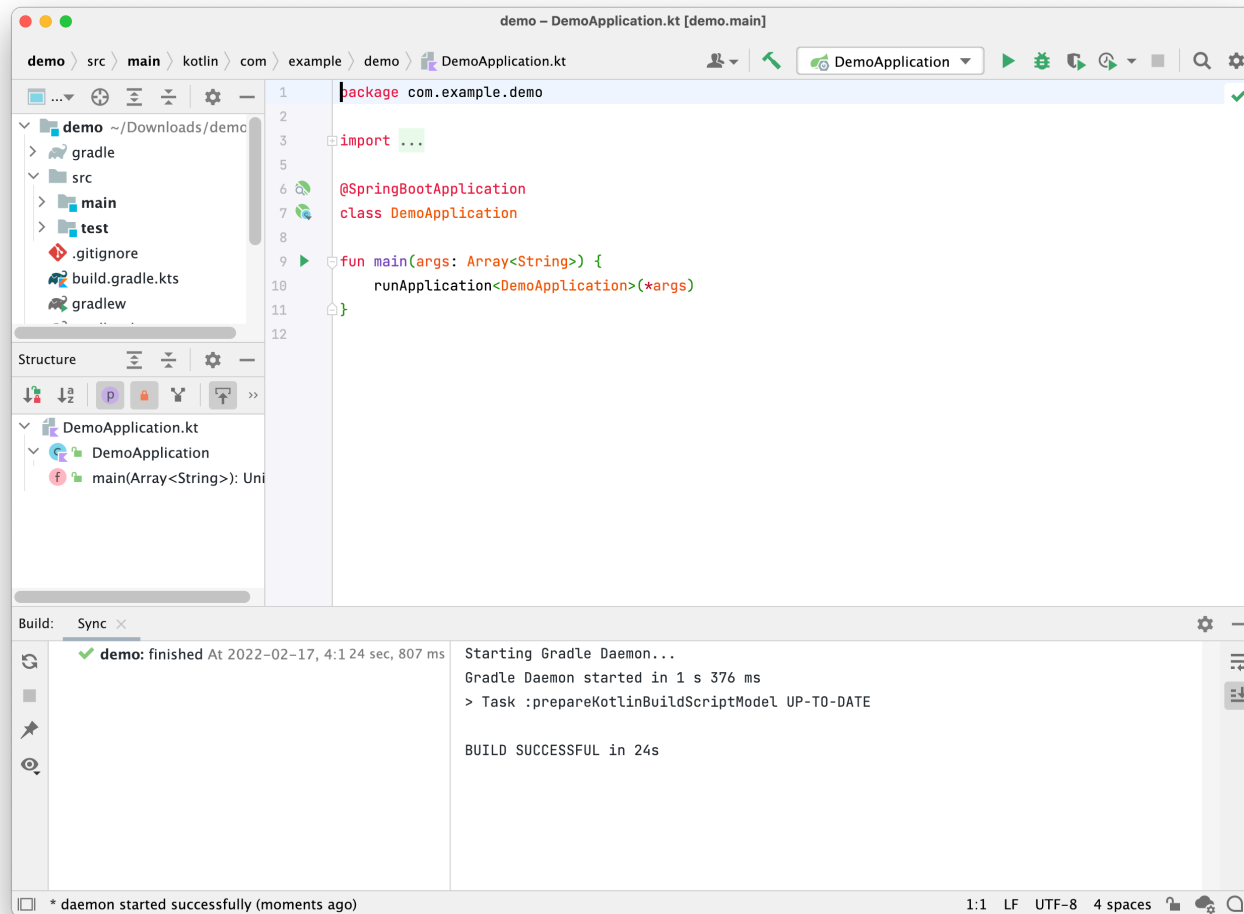 demo – DemoApplication.kt [demo.main]
demo src main kotlin com example demo DemoApplication.kt
DemoApplication
...
demo ~/Downloads/demo
gradle
src
main
test
.gitignore
build.gradle.kts
gradlew
Structure
p
DemoApplication.kt
DemoApplication
f main(Array<String>): Uni
1 package com.example.demo
2
3 import ...
5
6 @SpringBootApplication
7 class DemoApplication
8
9 fun main(args: Array<String>) {
10 runApplication<DemoApplication>(*args)
11 }
12
Build: Sync
demo: finished At 2022-02-17, 4:1 24 sec, 807 ms
Starting Gradle Daemon...
Gradle Daemon started in 1 s 376 ms
> Task :prepareKotlinBuildScriptModel UP-TO-DATE
BUILD SUCCESSFUL in 24s
* daemon started successfully (moments ago)
1:1 LF UTF-8 4 spaces